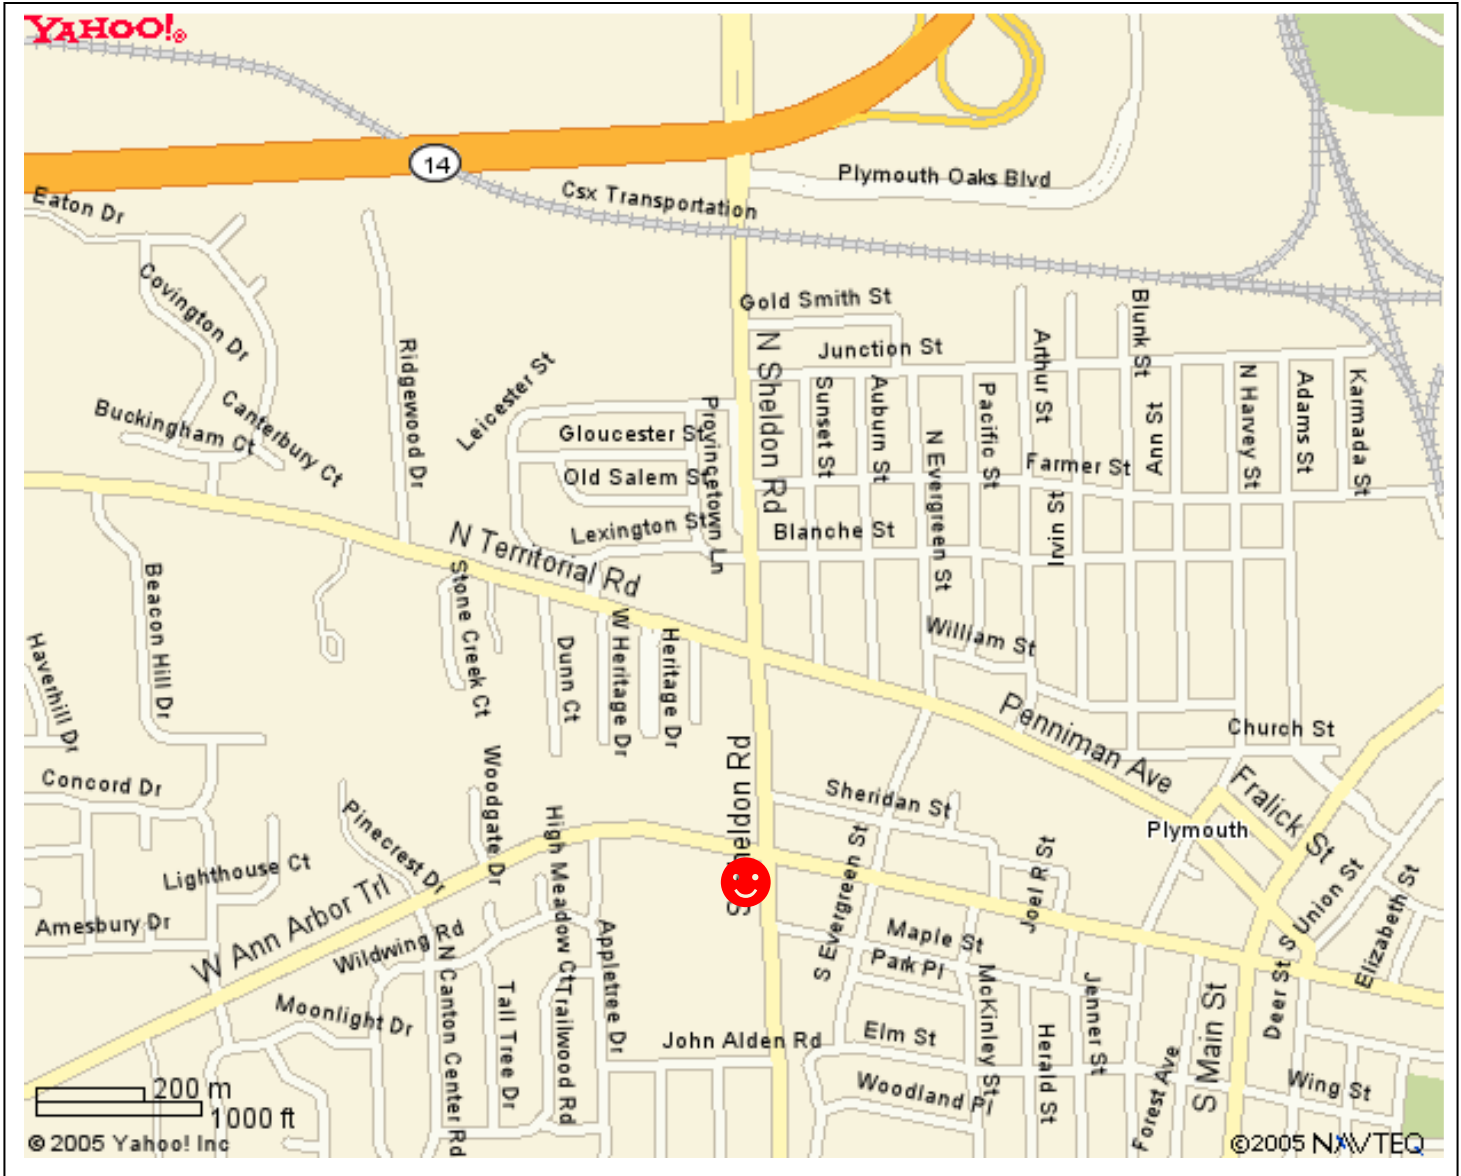 YAHOO!®
14
Plymouth Oaks Blvd
Csx Transportation
Eaton Dr
Covington Dr
Gold Smith St
Blunk St
Junction St
Arthur St
N Sheldon Rd
Ridgewood Dr
Leicester St
Sunset St
Auburn St
Pacific St
Ann St
N Harvey St
Adams St
Karmada St
Canterbury Ct
Buckingham Ct
Provincetown Ln
Gloucester St
N Evergreen St
Farmer St
Old Salem St
Irvin St
Lexington St
Blanche St
N Territorial Rd
Stone Creek Ct
Beacon Hill Dr
W Heritage Dr
Heritage Dr
Dunn Ct
William St
Haverhill Dr
Penniman Ave
Church St
Woodgate Dr
Concord Dr
Sheridan St
Fralick St
Pinecrest Dr
High Meadow Ct
Plymouth
S Evergreen St
Joel R St
Lighthouse Ct
S Union St
Elizabeth St
W Ann Arbor Trl
Amesbury Dr
Wildwing Rd
Appletree Dr
Maple St
Park Pl
N Canton Center Rd
Tall Tree Dr
Trailwood Rd
McKinley St
Jenner St
Deer St
S Main St
Moonlight Dr
John Alden Rd
Elm St
Herald St
Forest Ave
Woodland Pl
Wing St
200 m
1000 ft
© 2005 Yahoo! Inc
©2005 NAVTEQ